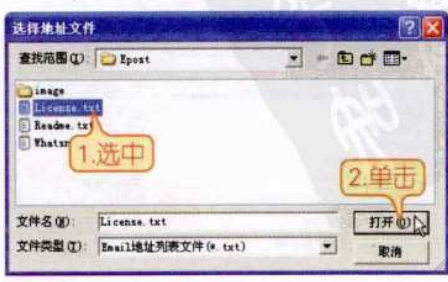 选择地址文件
查找范围(I): Epost
image
License.txt
Readme.txt
1.选中
2.单击
文件名(N): License.txt
打开(O)
文件类型(T): Email地址列表文件(*.txt)
取消